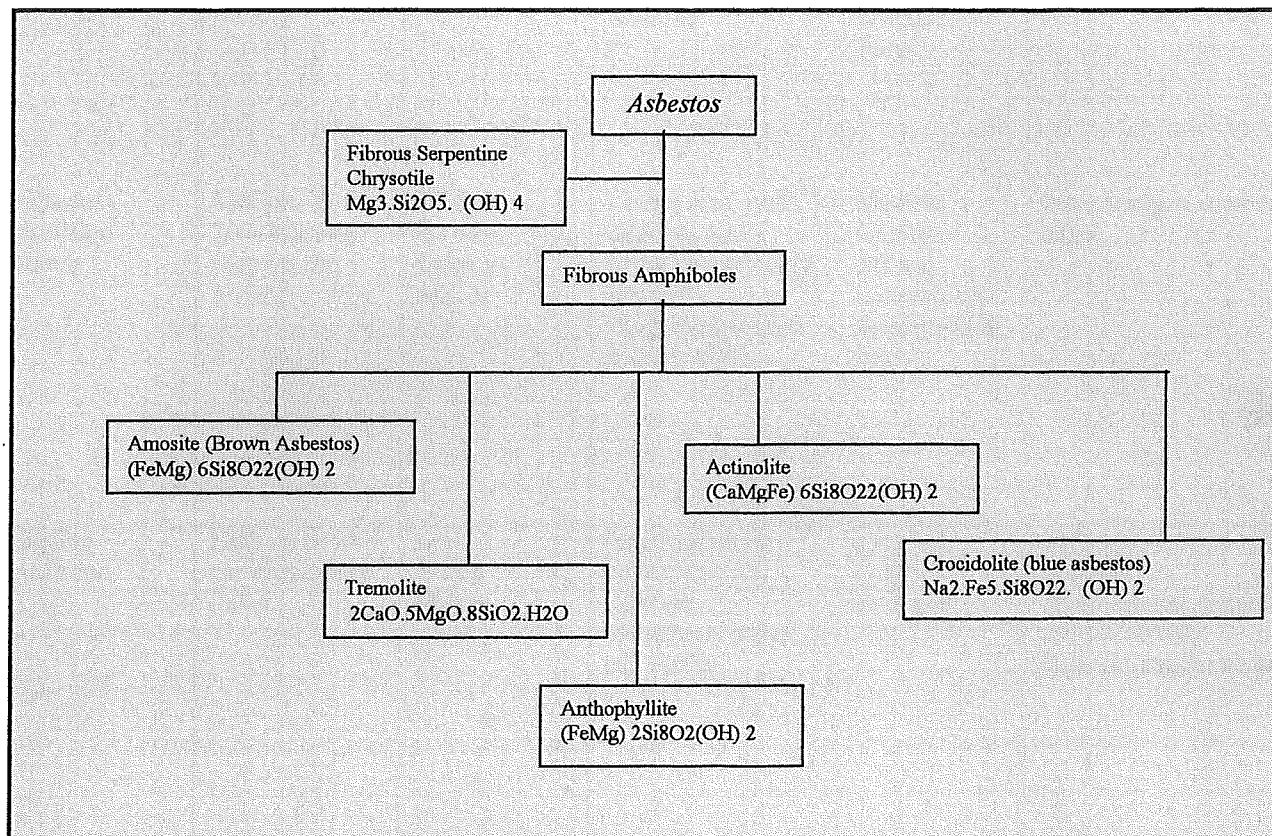 Asbestos
Fibrous Serpentine
Chrysotile
Mg3.Si2O5. (OH) 4
Fibrous Amphiboles
Amosite (Brown Asbestos)
(FeMg) 6Si8O22(OH) 2
Actinolite
(CaMgFe) 6Si8O22(OH) 2
Crocidolite (blue asbestos)
Na2.Fe5.Si8O22. (OH) 2
Tremolite
2CaO.5MgO.8SiO2.H2O
Anthophyllite
(FeMg) 2Si8O2(OH) 2